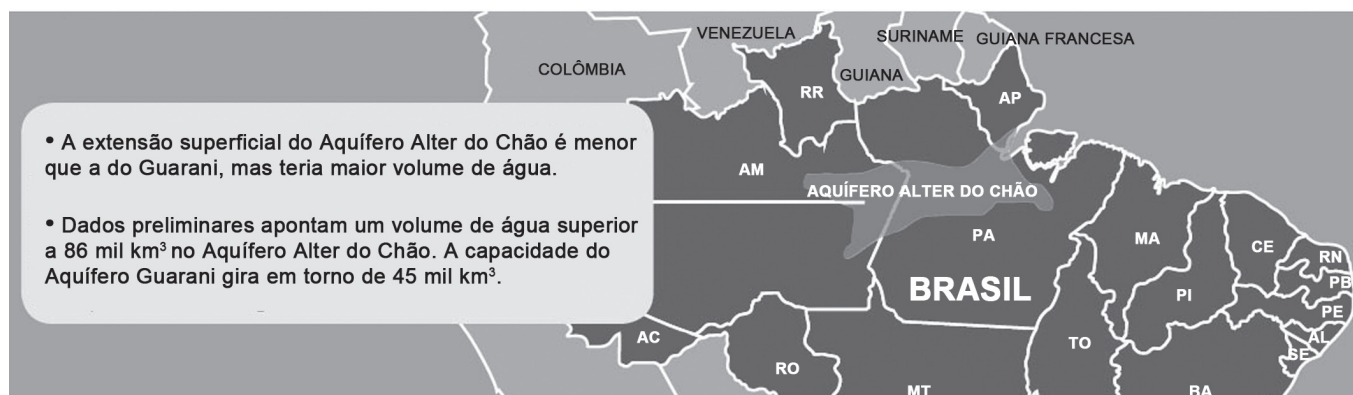 VENEZUELA
SURINAME
GUIANA FRANCESA
COLÔMBIA
GUIANA
RR
AP
• A extensão superficial do Aquífero Alter do Chão é menor
que a do Guarani, mas teria maior volume de água.
• Dados preliminares apontam um volume de água superior
a 86 mil km³ no Aquífero Alter do Chão. A capacidade do
Aquífero Guarani gira em torno de 45 mil km³.
AM
AQUÍFERO ALTER DO CHÃO
PA
MA
CE
RN
PB
BRASIL
PI
PE
AL
SE
AC
TO
RO
MT
BA